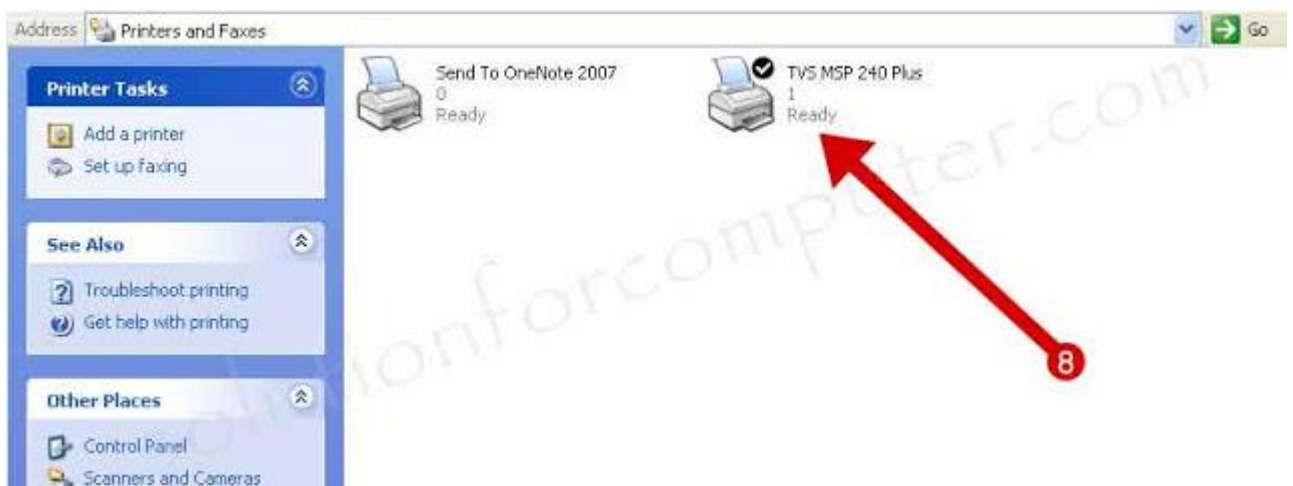 Address Printers and Faxes Go
Printer Tasks
Add a printer
Set up faxing
See Also
Troubleshoot printing
Get help with printing
Other Places
Control Panel
Scanners and Cameras
Send To OneNote 2007
0
Ready
TVS MSP 240 Plus
1
Ready
8
olutionforcomputer.com